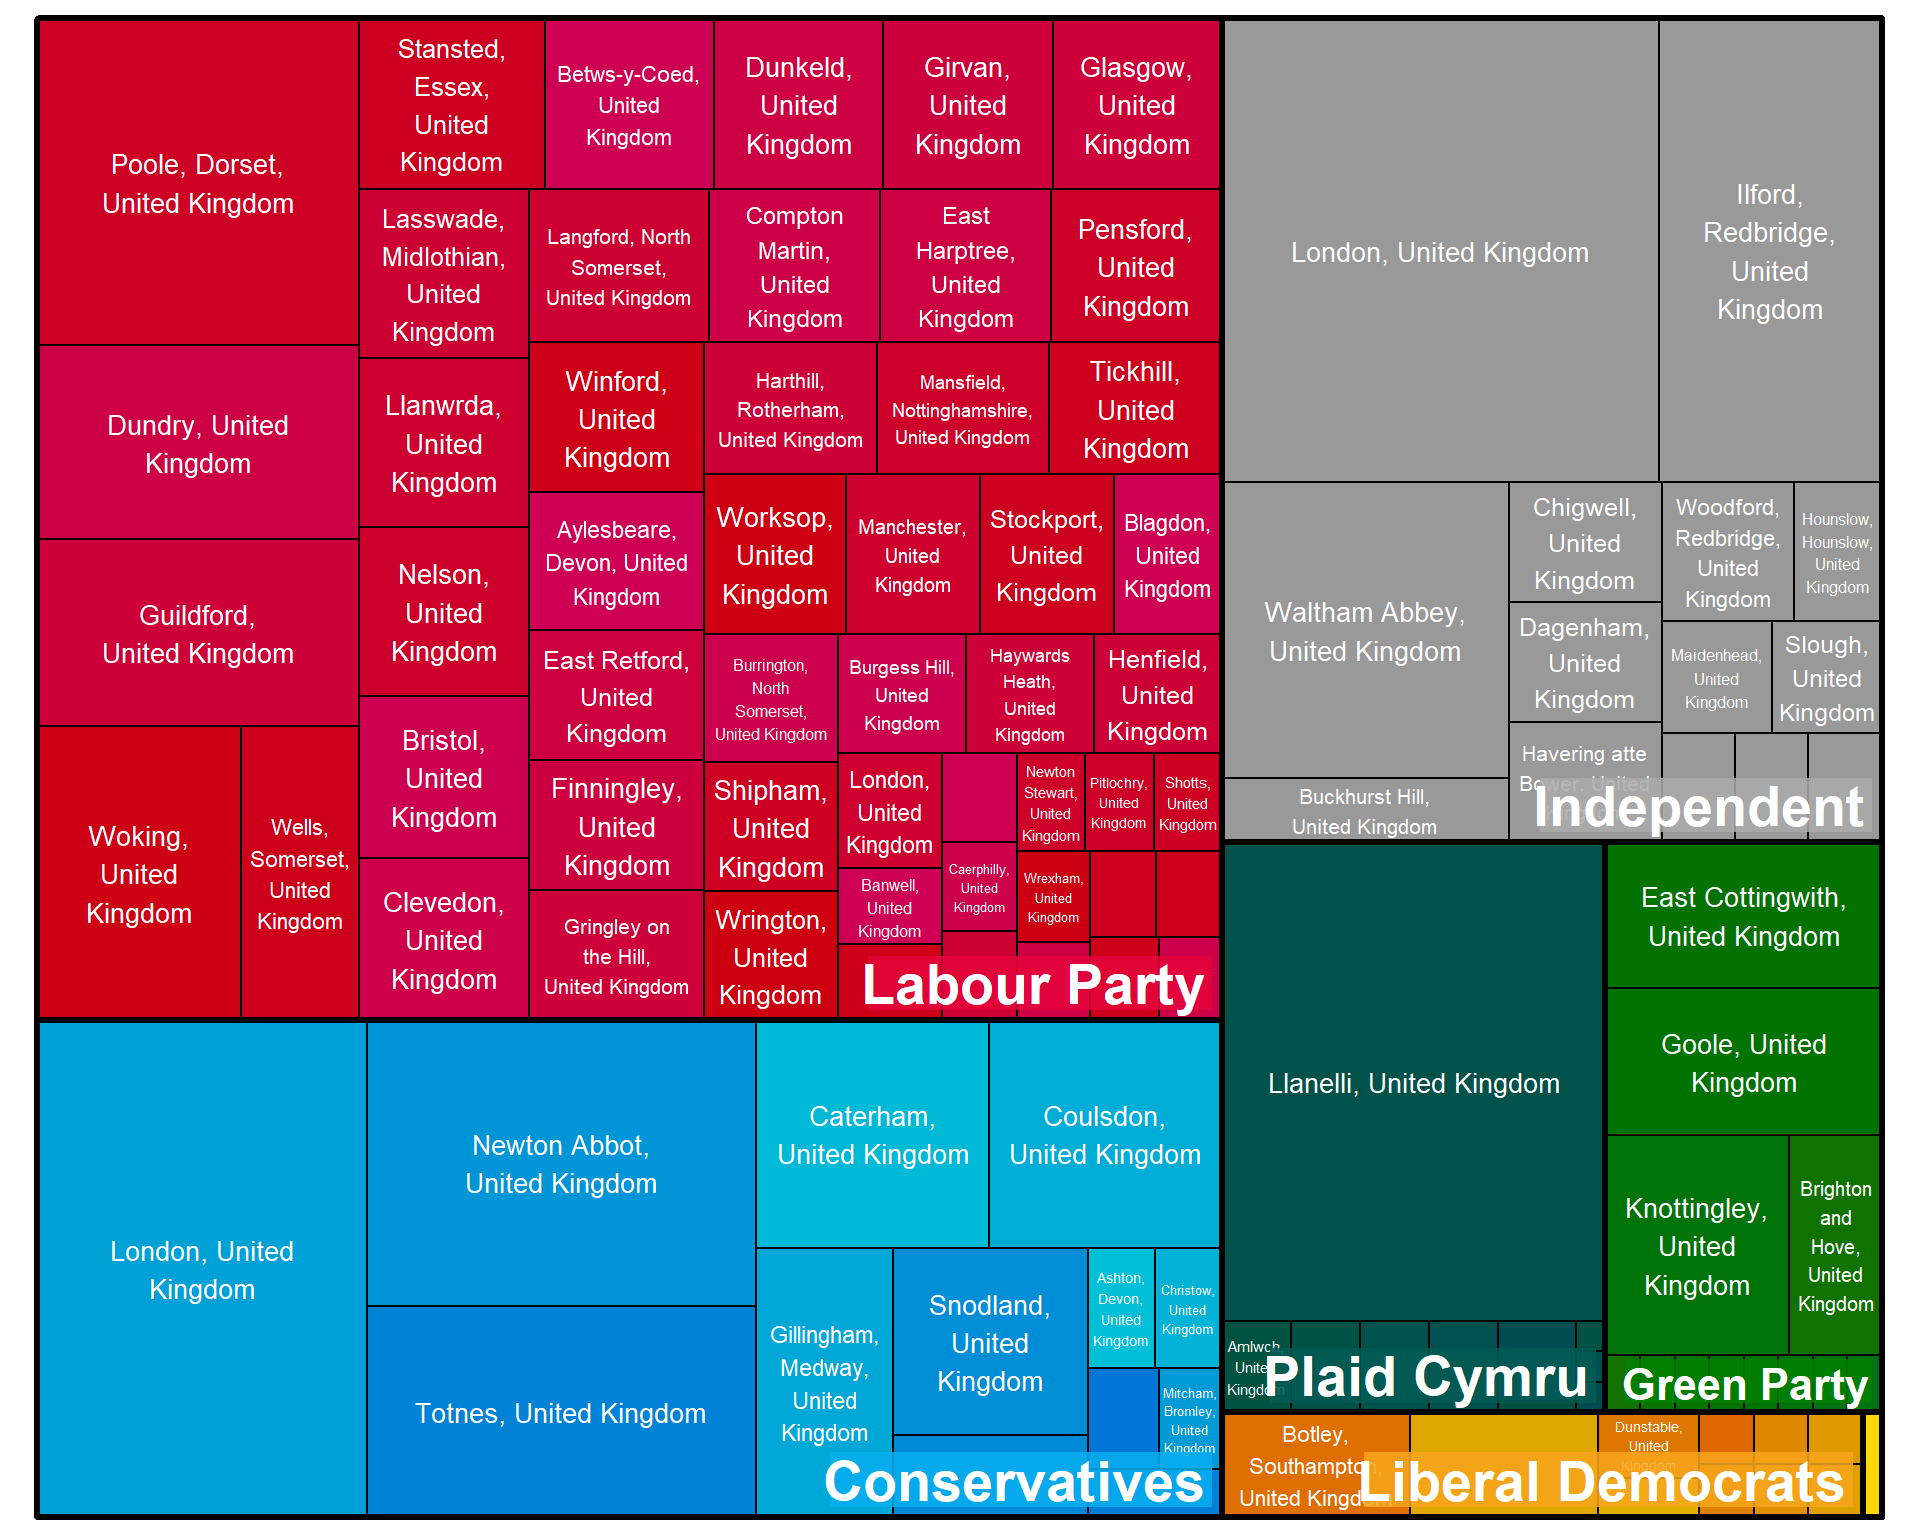 Poole, Dorset,
United Kingdom
Dundry, United
Kingdom
Guildford,
United Kingdom
Woking,
United
Kingdom
Wells,
Somerset,
United
Kingdom
Stansted,
Essex,
United
Kingdom
Betws-y-Coed,
United
Kingdom
Dunkeld,
United
Kingdom
Girvan,
United
Kingdom
Glasgow,
United
Kingdom
Lasswade,
Midlothian,
United
Kingdom
Langford, North
Somerset,
United Kingdom
Compton
Martin,
United
Kingdom
East
Harptree,
United
Kingdom
Pensford,
United
Kingdom
Llanwrda,
United
Kingdom
Winford,
United
Kingdom
Harthill,
Rotherham,
United Kingdom
Mansfield,
Nottinghamshire,
United Kingdom
Tickhill,
United
Kingdom
Nelson,
United
Kingdom
Aylesbeare,
Devon, United
Kingdom
Worksop,
United
Kingdom
Manchester,
United
Kingdom
Stockport,
United
Kingdom
Blagdon,
United
Kingdom
Bristol,
United
Kingdom
East Retford,
United
Kingdom
Burrington,
North
Somerset,
United Kingdom
Burgess Hill,
United
Kingdom
Haywards
Heath,
United
Kingdom
Henfield,
United
Kingdom
Clevedon,
United
Kingdom
Finningley,
United
Kingdom
Shipham,
United
Kingdom
London,
United
Kingdom
Newton
Stewart,
United
Kingdom
Pitlochry,
United
Kingdom
Shotts,
United
Kingdom
Gringley on
the Hill,
United Kingdom
Wrington,
United
Kingdom
Banwell,
United
Kingdom
Caerphilly,
United
Kingdom
Wrexham,
United
Kingdom
Labour Party
London, United Kingdom
Ilford,
Redbridge,
United
Kingdom
Waltham Abbey,
United Kingdom
Buckhurst Hill,
United Kingdom
Chigwell,
United
Kingdom
Dagenham,
United
Kingdom
Havering atte
Bower, United
Woodford,
Redbridge,
United
Kingdom
Hounslow,
Hounslow,
United
Kingdom
Maidenhead,
United
Kingdom
Slough,
United
Kingdom
Independent
London, United
Kingdom
Newton Abbot,
United Kingdom
Totnes, United Kingdom
Caterham,
United Kingdom
Coulsdon,
United Kingdom
Gillingham,
Medway,
United
Kingdom
Snodland,
United
Kingdom
Ashton,
Devon,
United
Kingdom
Christow,
United
Kingdom
Mitcham,
Bromley,
United
Kingdom
Conservatives
Llanelli, United Kingdom
Amlwch,
United
Kingdom
Plaid Cymru
East Cottingwith,
United Kingdom
Goole, United
Kingdom
Knottingley,
United
Kingdom
Brighton
and
Hove,
United
Kingdom
Green Party
Botley,
Southampton,
United Kingdom
Dunstable,
United
Kingdom
Liberal Democrats